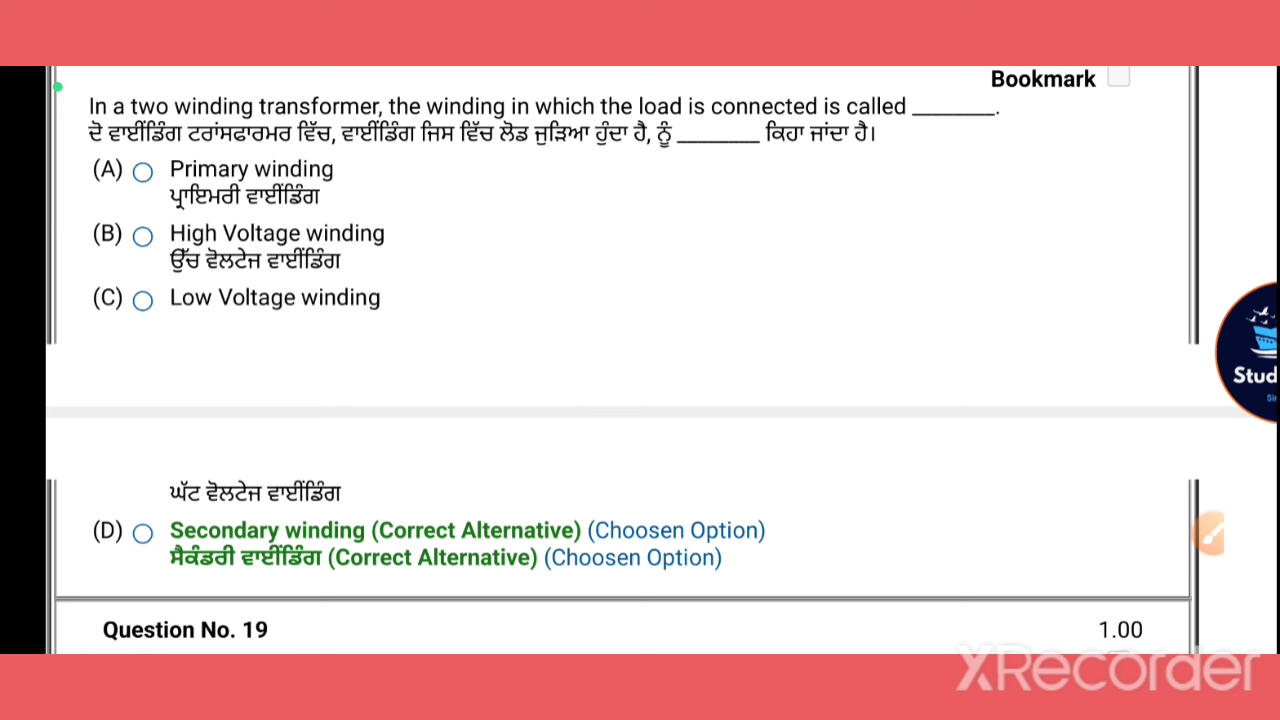 Bookmark
In a two winding transformer, the winding in which the load is connected is called ________.
ਦੋ ਵਾਈਂਡਿੰਗ ਟਰਾਂਸਫਾਰਮਰ ਵਿੱਚ, ਵਾਈਂਡਿੰਗ ਜਿਸ ਵਿੱਚ ਲੋਡ ਜੁੜਿਆ ਹੁੰਦਾ ਹੈ, ਨੂੰ ________ ਕਿਹਾ ਜਾਂਦਾ ਹੈ।
(A) Primary winding
ਪ੍ਰਾਇਮਰੀ ਵਾਈਂਡਿੰਗ
(B) High Voltage winding
ਉੱਚ ਵੋਲਟੇਜ ਵਾਈਂਡਿੰਗ
(C) Low Voltage winding
Stud
ਘੱਟ ਵੋਲਟੇਜ ਵਾਈਂਡਿੰਗ
(D) Secondary winding (Correct Alternative) (Choosen Option)
ਸੈਕੰਡਰੀ ਵਾਈਂਡਿੰਗ (Correct Alternative) (Choosen Option)
Question No. 19 1.00
XRecorder